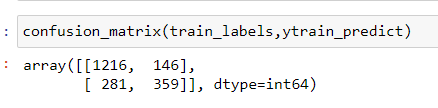 : confusion_matrix(train_labels,ytrain_predict)
: array([[1216,  146],
       [ 281,  359]], dtype=int64)